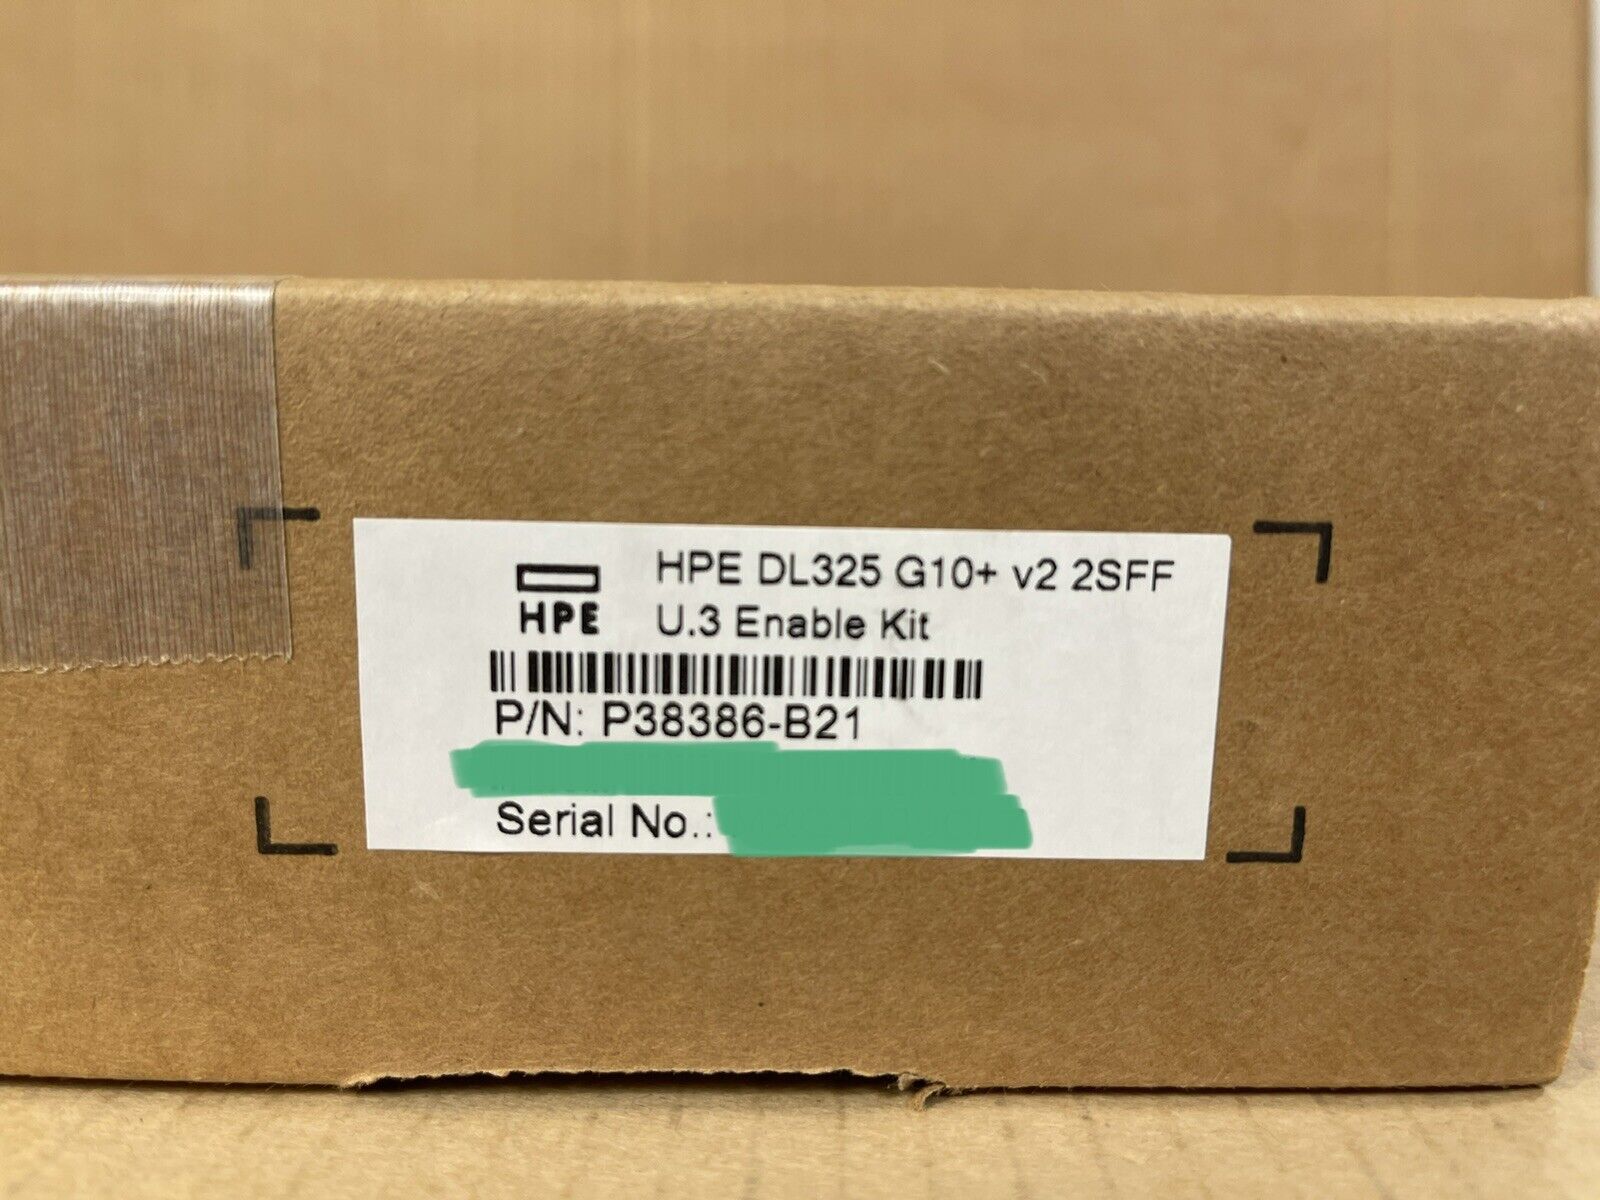 HPE
HPE DL325 G10+ v2 2SFF
U.3 Enable Kit
P/N: P38386-B21
Serial No.: